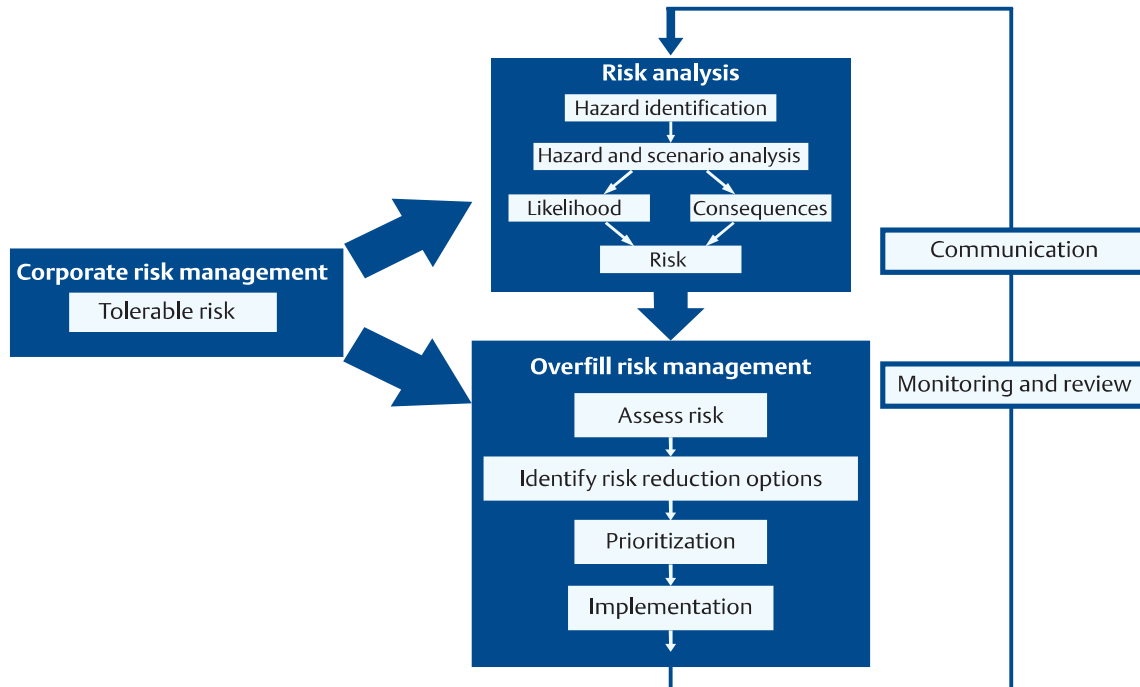 Risk analysis
Hazard identification
Hazard and scenario analysis
Likelihood
Consequences
Risk
Corporate risk management
Tolerable risk
Communication
Monitoring and review
Overfill risk management
Assess risk
Identify risk reduction options
Prioritization
Implementation